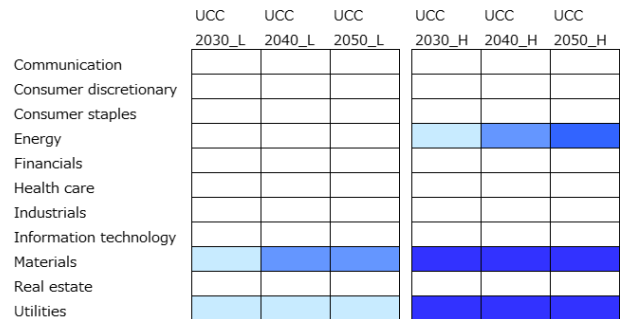 UCC UCC UCC UCC UCC UCC
2030_L 2040_L 2050_L 2030_H 2040_H 2050_H
Communication
Consumer discretionary
Consumer staples
Energy
Financials
Health care
Industrials
Information technology
Materials
Real estate
Utilities